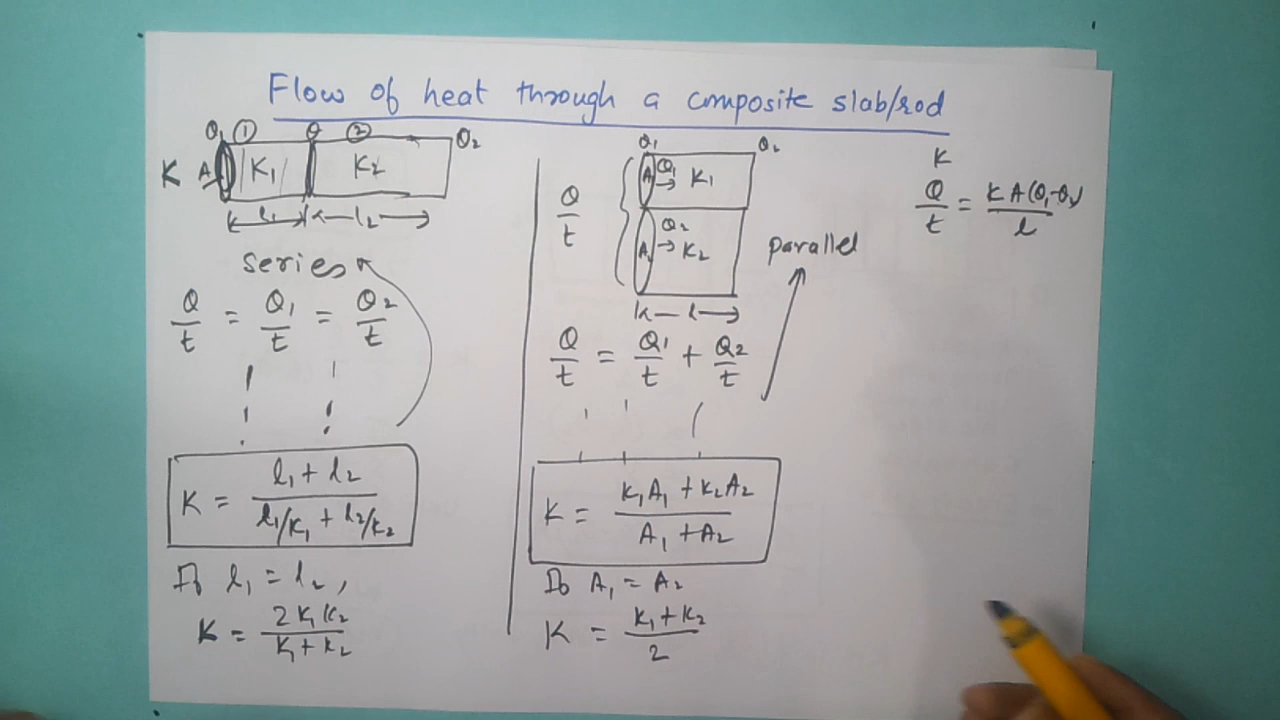 Flow of heat through a composite slab/rod
θ₁ ① θ ② θ₂
K A K₁ K₂
l₁ l₂
series
Q/t = Q₁/t = Q₂/t
K = (l₁ + l₂)/(l₁/K₁ + l₂/K₂)
If l₁ = l₂,
K = 2K₁K₂/(K₁ + K₂)
θ₁ θ₂
Q/t
A₁ Q₁ → K₁
A₂ Q₂ → K₂
l
parallel
Q/t = Q₁/t + Q₂/t
K = (K₁A₁ + K₂A₂)/(A₁ + A₂)
If A₁ = A₂
K = (K₁ + K₂)/2
K
Q/t = KA(θ₁-θ₂)/l